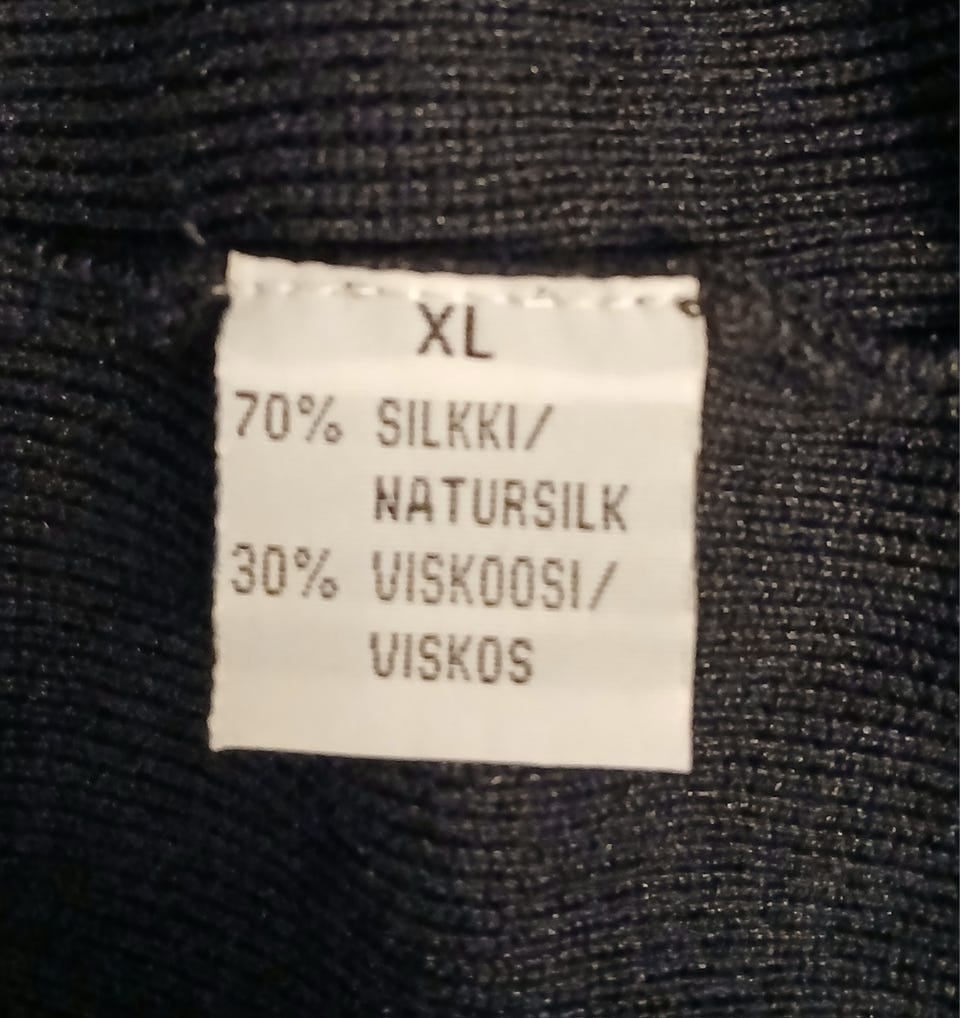 XL
70% SILKKI/
NATURSILK
30% VISKOOSI/
VISKOS